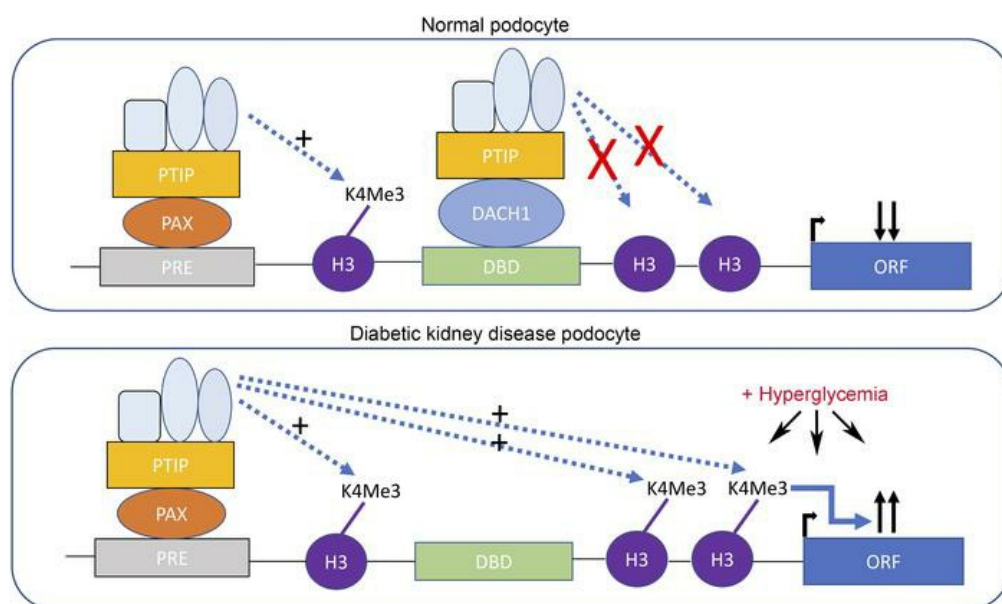 Normal podocyte
+
PTIP
PTIP
X
X
K4Me3
PAX
DACH1
PRE
H3
DBD
H3
H3
ORF
Diabetic kidney disease podocyte
+ Hyperglycemia
+
+
+
PTIP
K4Me3
K4Me3
K4Me3
PAX
PRE
H3
DBD
H3
H3
ORF